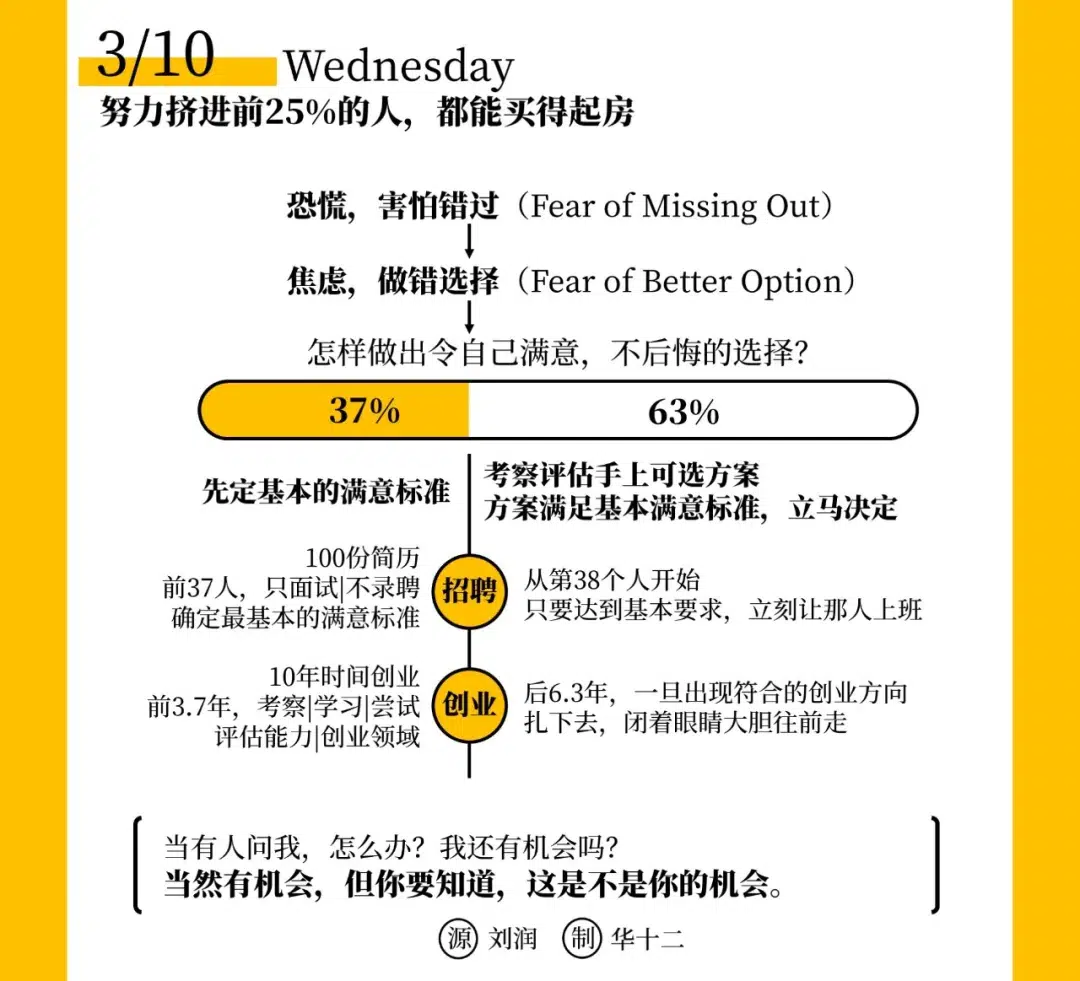 3/10 Wednesday
努力挤进前25%的人，都能买得起房
恐慌，害怕错过（Fear of Missing Out）
焦虑，做错选择（Fear of Better Option）
怎样做出令自己满意，不后悔的选择？
37%
63%
先定基本的满意标准
考察评估手上可选方案
方案满足基本满意标准，立马决定
100份简历
前37人，只面试|不录聘
确定最基本的满意标准
招聘
从第38个人开始
只要达到基本要求，立刻让那人上班
10年时间创业
前3.7年，考察|学习|尝试
评估能力|创业领域
创业
后6.3年，一旦出现符合的创业方向
扎下去，闭着眼睛大胆往前走
当有人问我，怎么办？我还有机会吗？
当然有机会，但你要知道，这是不是你的机会。
源 刘润 制 华十二